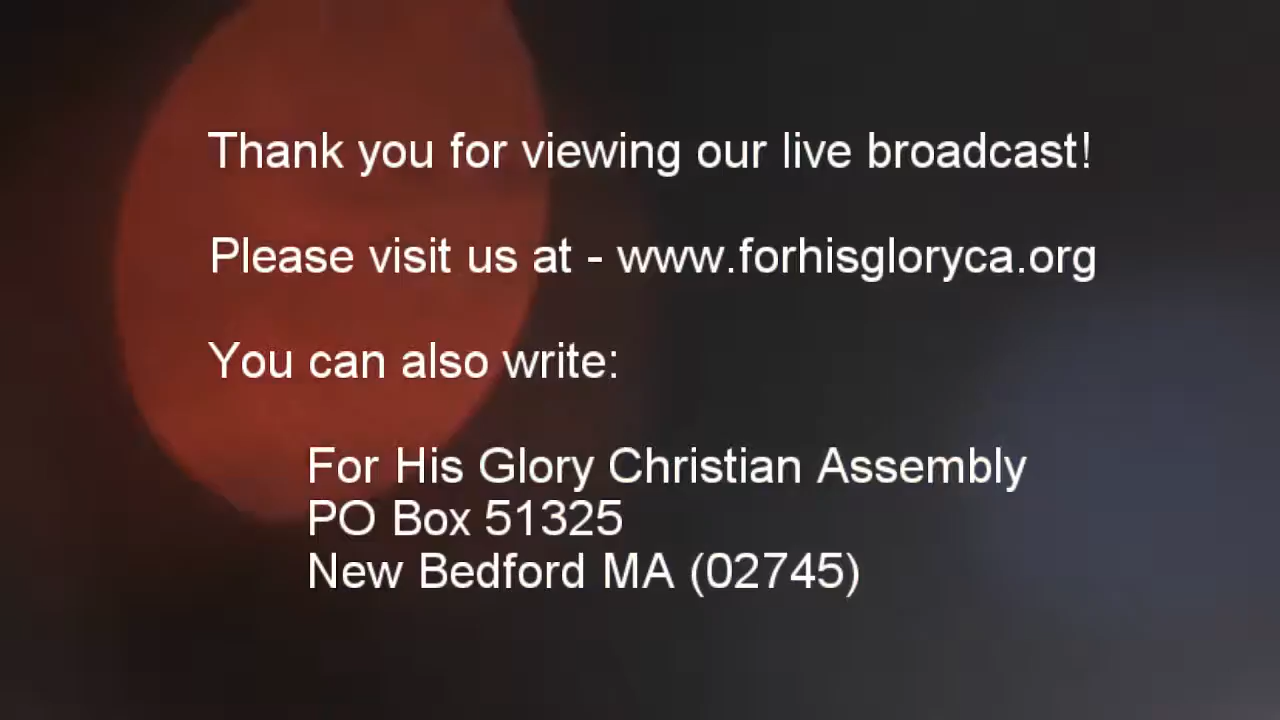 Thank you for viewing our live broadcast!
Please visit us at - www.forhisgloryca.org
You can also write:
For His Glory Christian Assembly
PO Box 51325
New Bedford MA (02745)